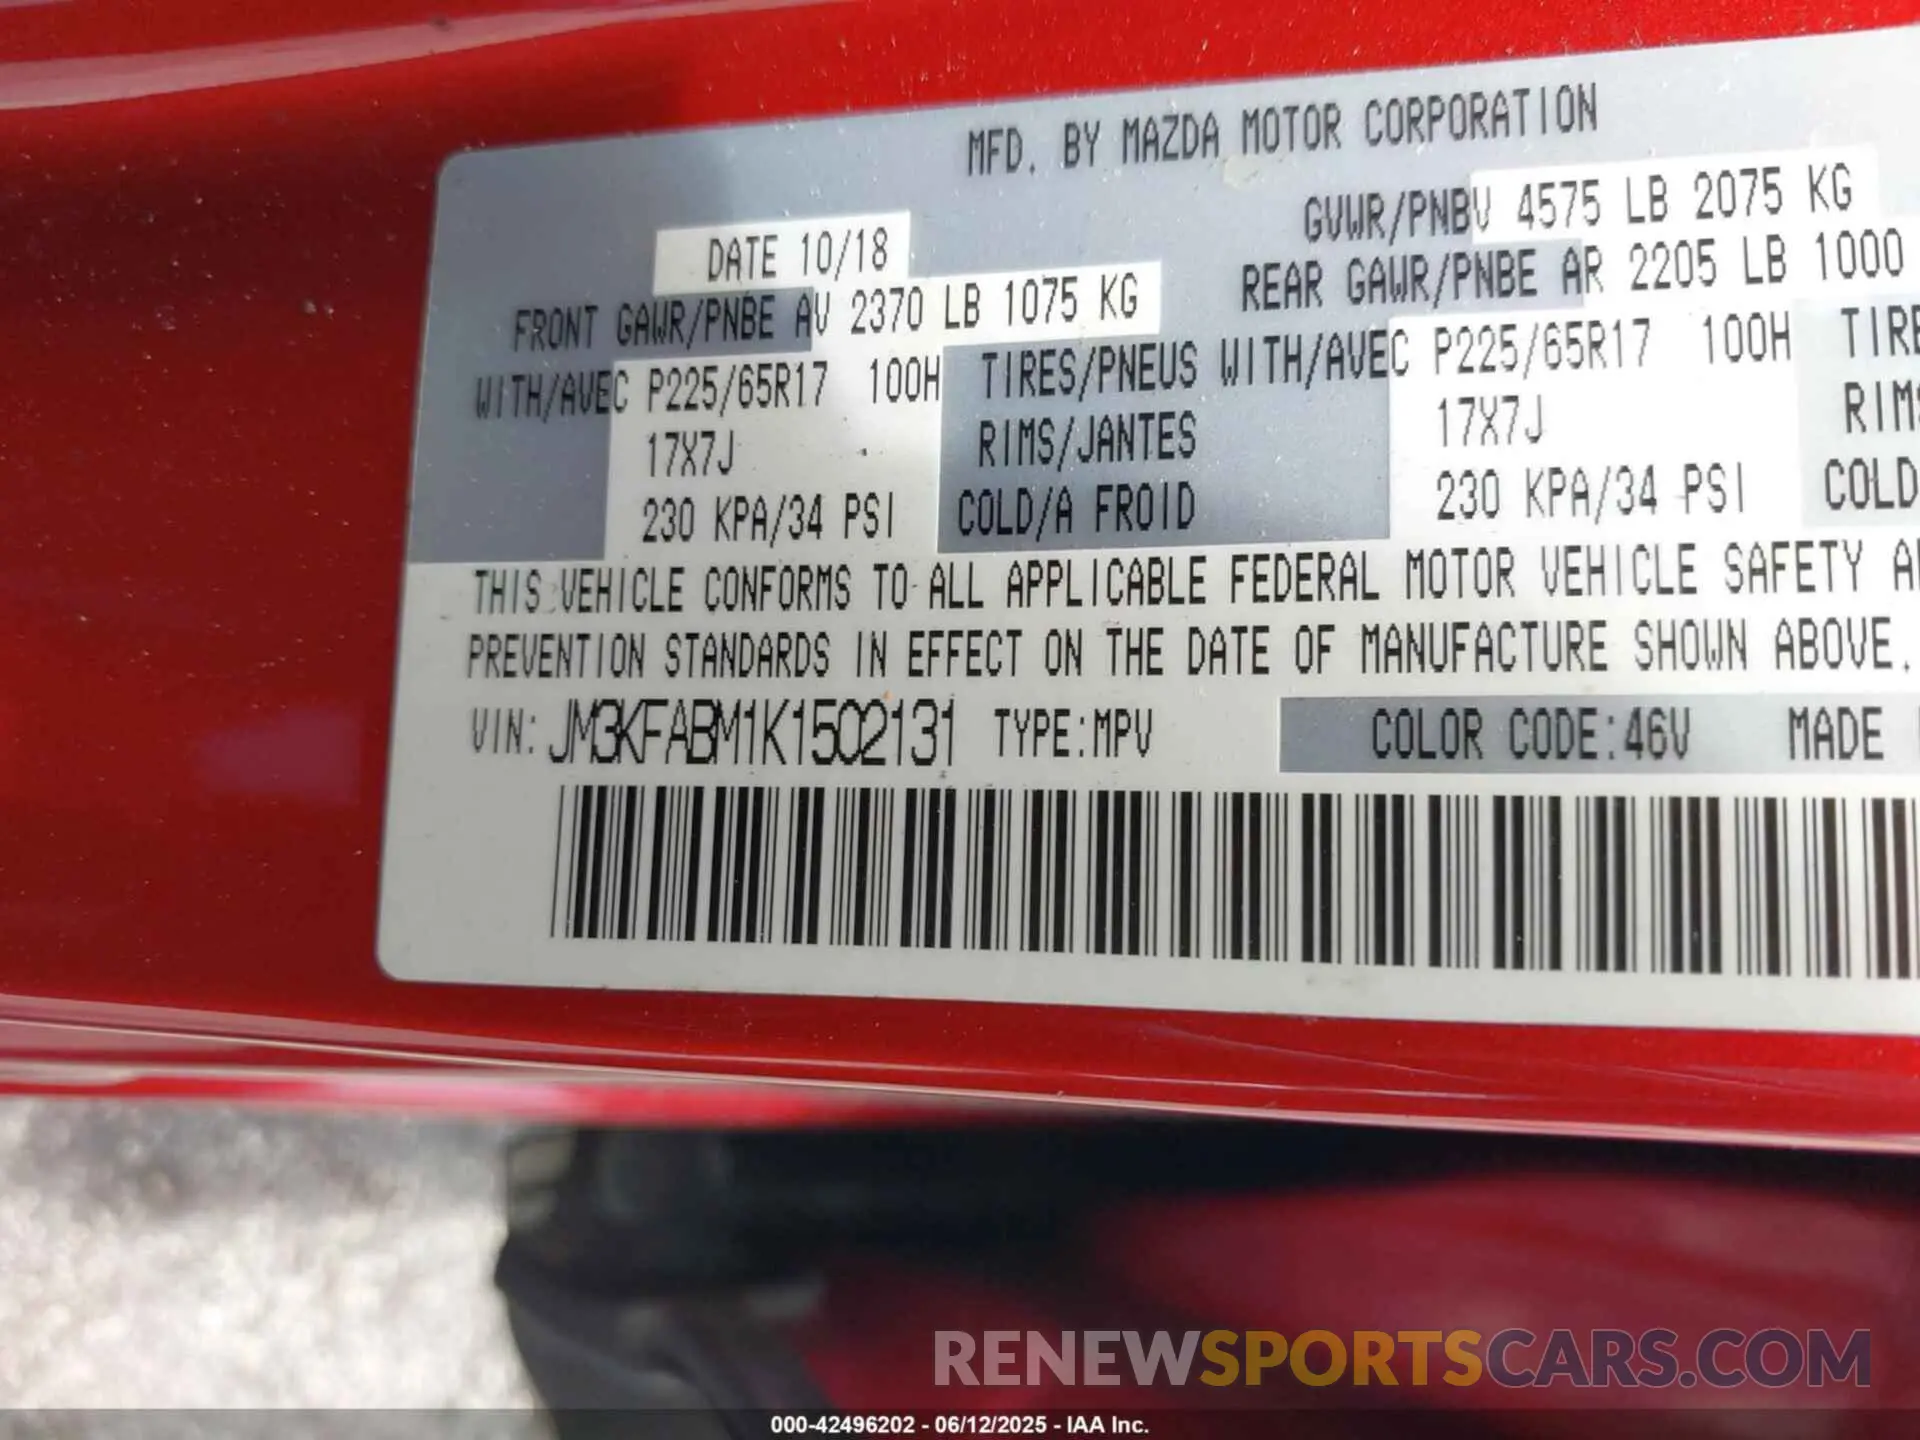 MFD. BY MAZDA MOTOR CORPORATION
DATE 10/18 GVWR/PNBV 4575 LB 2075 KG
FRONT GAWR/PNBE AV 2370 LB 1075 KG REAR GAWR/PNBE AR 2205 LB 1000
WITH/AVEC P225/65R17 100H TIRES/PNEUS WITH/AVEC P225/65R17 100H TIRE
17X7J RIMS/JANTES 17X7J RIMS
230 KPA/34 PSI COLD/A FROID 230 KPA/34 PSI COLD
THIS VEHICLE CONFORMS TO ALL APPLICABLE FEDERAL MOTOR VEHICLE SAFETY
PREVENTION STANDARDS IN EFFECT ON THE DATE OF MANUFACTURE SHOWN ABOVE.
VIN: JM3KFABM1K1502131 TYPE:MPV COLOR CODE:46V MADE
RENEWSPORTSCARS.COM
000-42496202 - 06/12/2025 - IAA Inc.